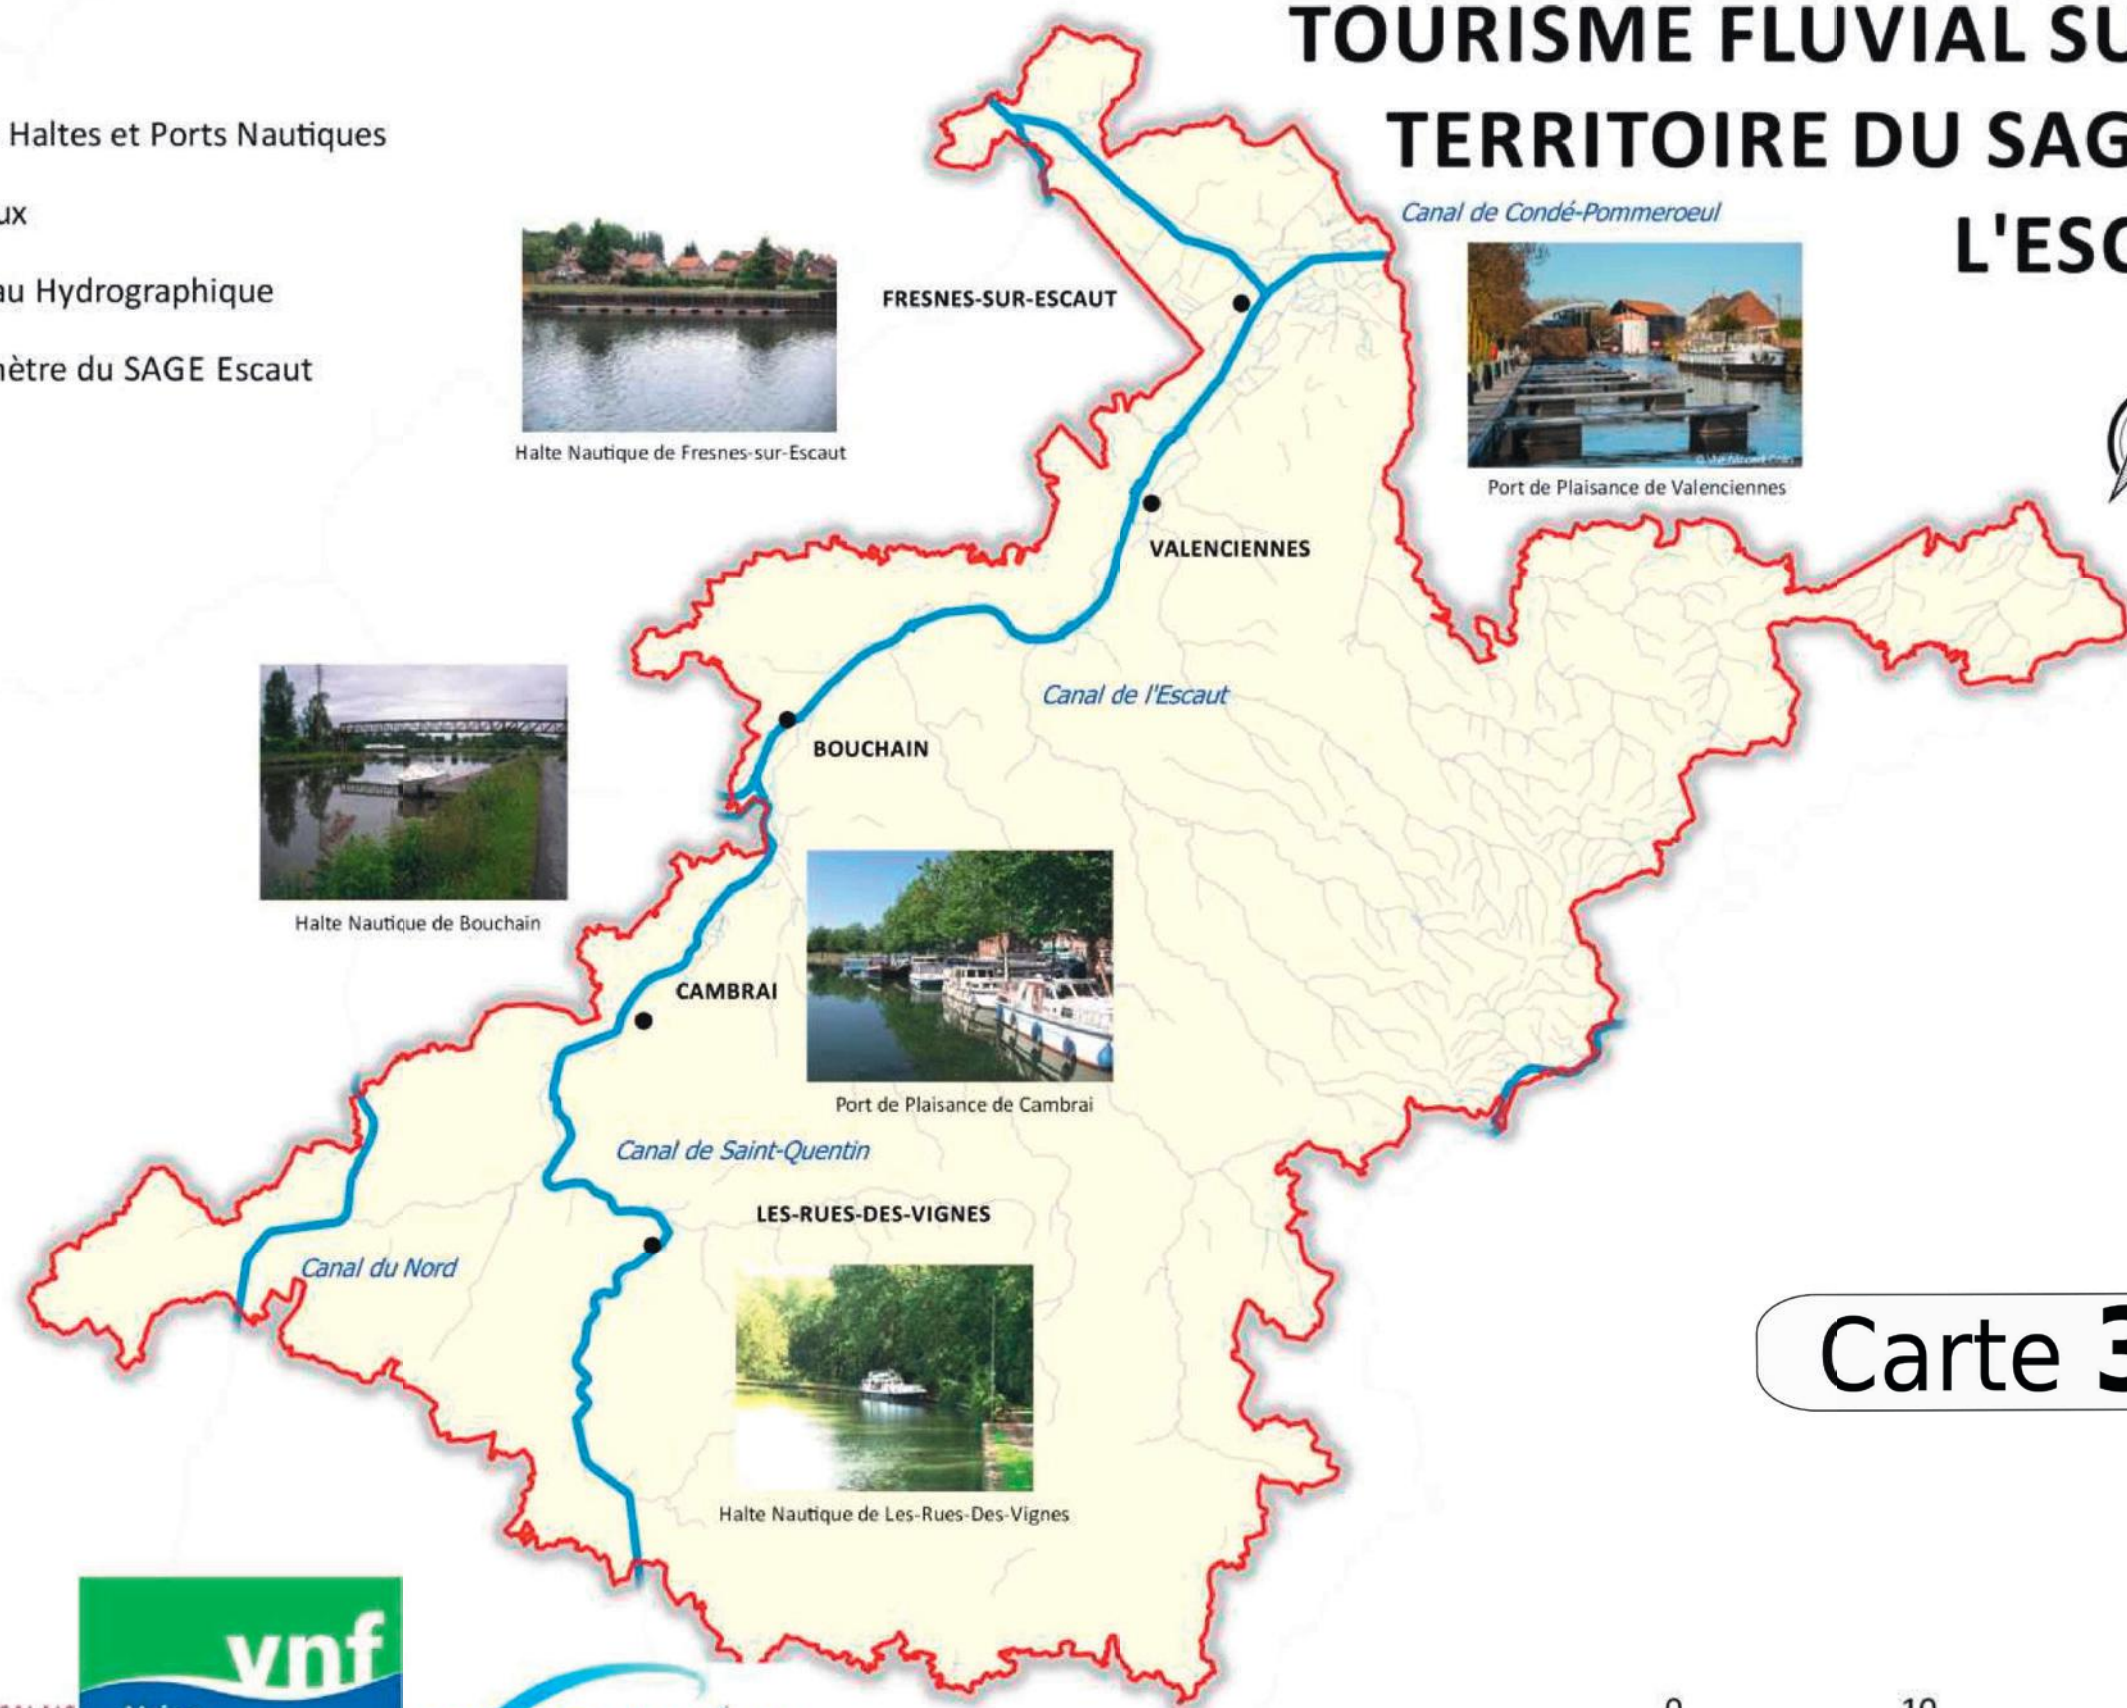 TOURISME FLUVIAL SU
TERRITOIRE DU SAG
L'ESC
Haltes et Ports Nautiques
ux
au Hydrographique
ètre du SAGE Escaut
Canal de Condé-Pommeroeul
FRESNES-SUR-ESCAUT
Halte Nautique de Fresnes-sur-Escaut
Port de Plaisance de Valenciennes
VALENCIENNES
Canal de l'Escaut
BOUCHAIN
Halte Nautique de Bouchain
CAMBRAI
Port de Plaisance de Cambrai
Canal de Saint-Quentin
LES-RUES-DES-VIGNES
Canal du Nord
Halte Nautique de Les-Rues-Des-Vignes
Carte 3
vnf